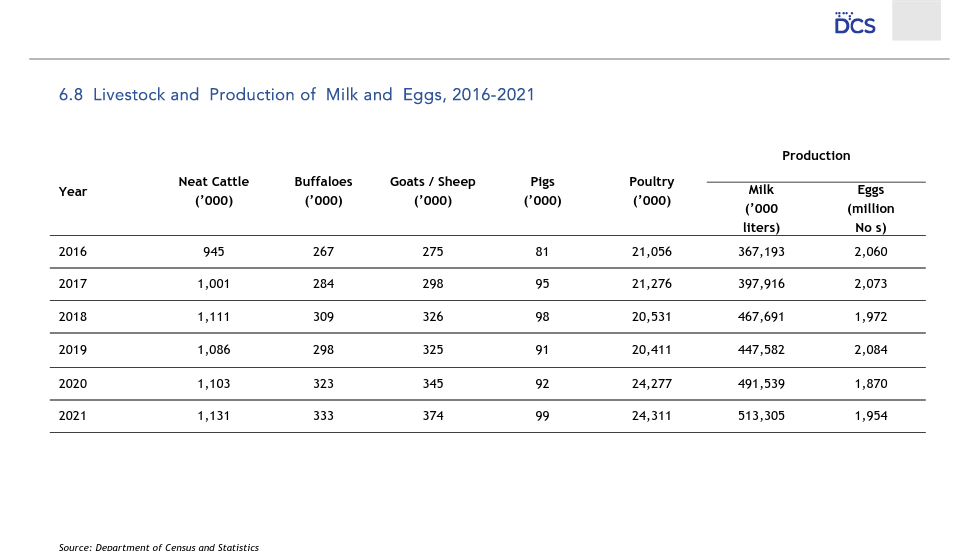 DCS
6.8 Livestock and Production of Milk and Eggs, 2016-2021
Production
Year Neat Cattle Buffaloes Goats / Sheep Pigs Poultry Milk Eggs
(’000) (’000) (’000) (’000) (’000) (’000 (million
liters) No s)
2016 945 267 275 81 21,056 367,193 2,060
2017 1,001 284 298 95 21,276 397,916 2,073
2018 1,111 309 326 98 20,531 467,691 1,972
2019 1,086 298 325 91 20,411 447,582 2,084
2020 1,103 323 345 92 24,277 491,539 1,870
2021 1,131 333 374 99 24,311 513,305 1,954
Source: Department of Census and Statistics